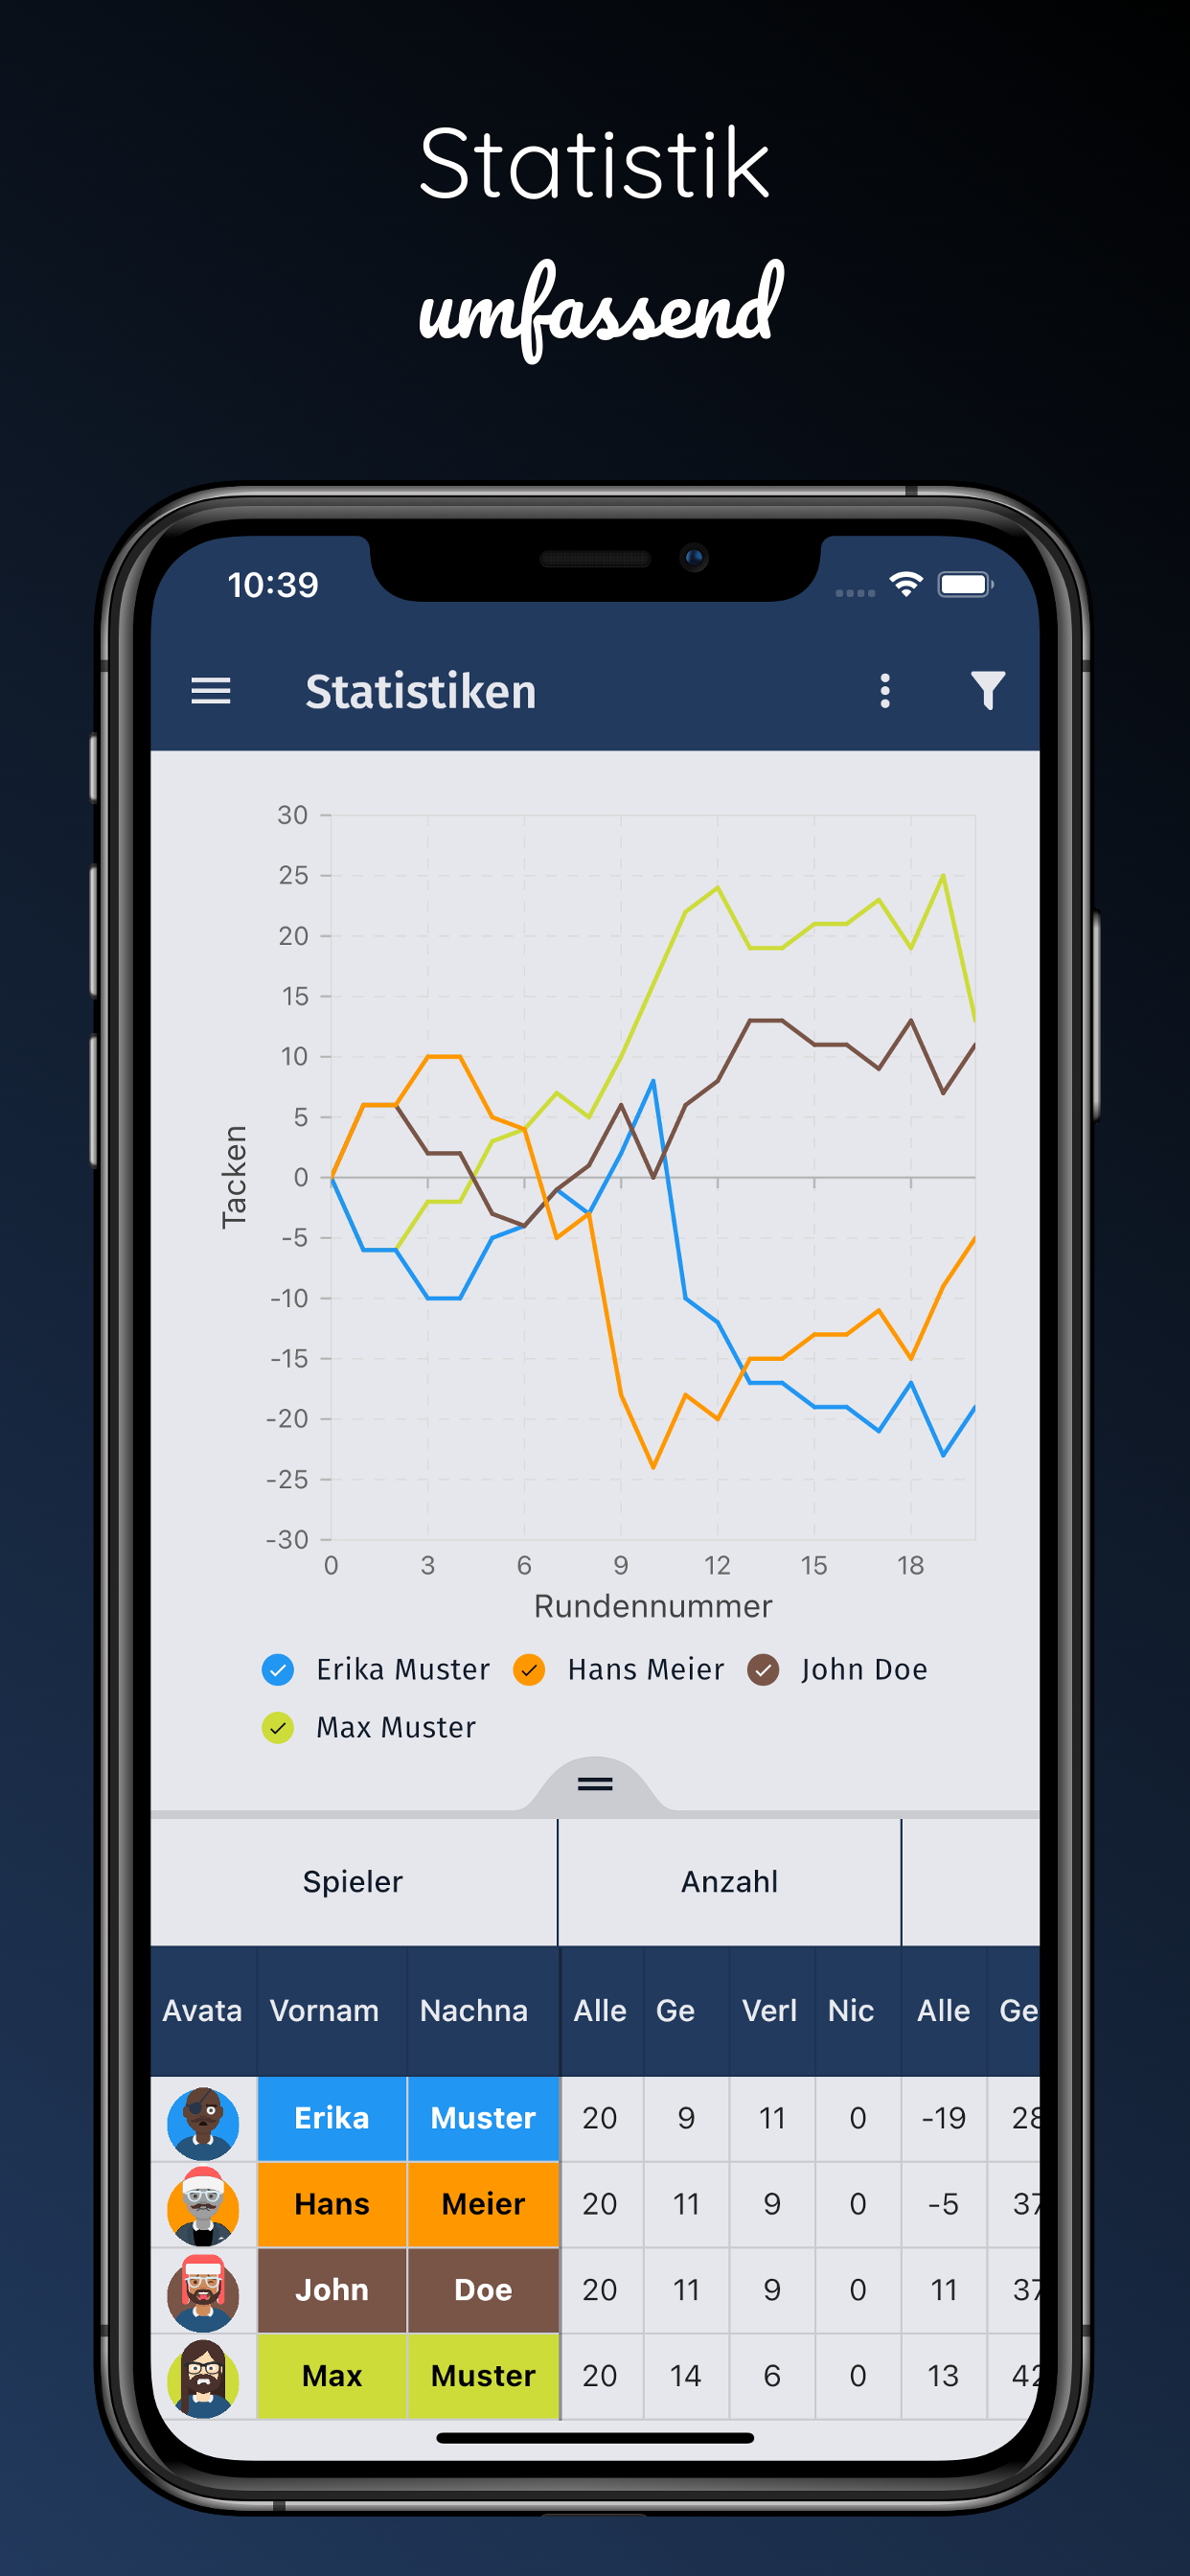 Statistik
umfassend
10:39
Statistiken
30
25
20
15
10
5
0
-5
-10
-15
-20
-25
-30
Tacken
0 3 6 9 12 15 18
Rundennummer
Erika Muster Hans Meier John Doe
Max Muster
Spieler Anzahl
Avata Vornam Nachna Alle Ge Verl Nic Alle Ge
Erika Muster 20 9 11 0 -19 28
Hans Meier 20 11 9 0 -5 37
John Doe 20 11 9 0 11 37
Max Muster 20 14 6 0 13 42